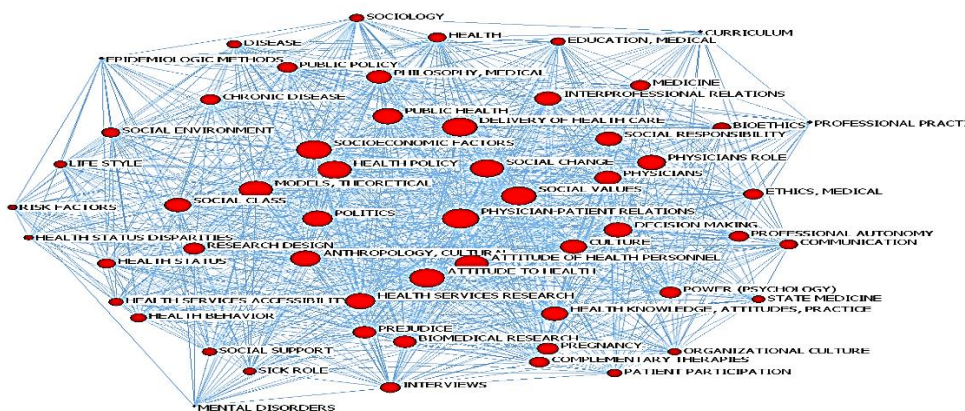 SOCIOLOGY
CURRICULUM
HEALTH
EDUCATION, MEDICAL
DISEASE
EPIDEMIOLOGIC METHODS
PUBLIC POLICY
PHILOSOPHY, MEDICAL
MEDICINE
CHRONIC DISEASE
INTERPROFESSIONAL RELATIONS
PUBLIC HEALTH
DELIVERY OF HEALTH CARE
BIOETHICS
PROFESSIONAL PRACTI
SOCIAL ENVIRONMENT
SOCIAL RESPONSIBILITY
SOCIOECONOMIC FACTORS
LIFE STYLE
HEALTH POLICY
SOCIAL CHANGE
PHYSICIANS ROLE
PHYSICIANS
MODELS, THEORETICAL
SOCIAL VALUES
ETHICS, MEDICAL
RISK FACTORS
SOCIAL CLASS
POLITICS
PHYSICIAN-PATIENT RELATIONS
DECISION MAKING
HEALTH STATUS DISPARITIES
PROFESSIONAL AUTONOMY
RESEARCH DESIGN
CULTURE
COMMUNICATION
ANTHROPOLOGY, CULTURAL
ATTITUDE OF HEALTH PERSONNEL
HEALTH STATUS
ATTITUDE TO HEALTH
HEALTH SERVICES ACCESSIBILITY
HEALTH SERVICES RESEARCH
POWER (PSYCHOLOGY)
STATE MEDICINE
HEALTH BEHAVIOR
HEALTH KNOWLEDGE, ATTITUDES, PRACTICE
PREJUDICE
BIOMEDICAL RESEARCH
PREGNANCY
SOCIAL SUPPORT
ORGANIZATIONAL CULTURE
COMPLEMENTARY THERAPIES
SICK ROLE
PATIENT PARTICIPATION
INTERVIEWS
MENTAL DISORDERS